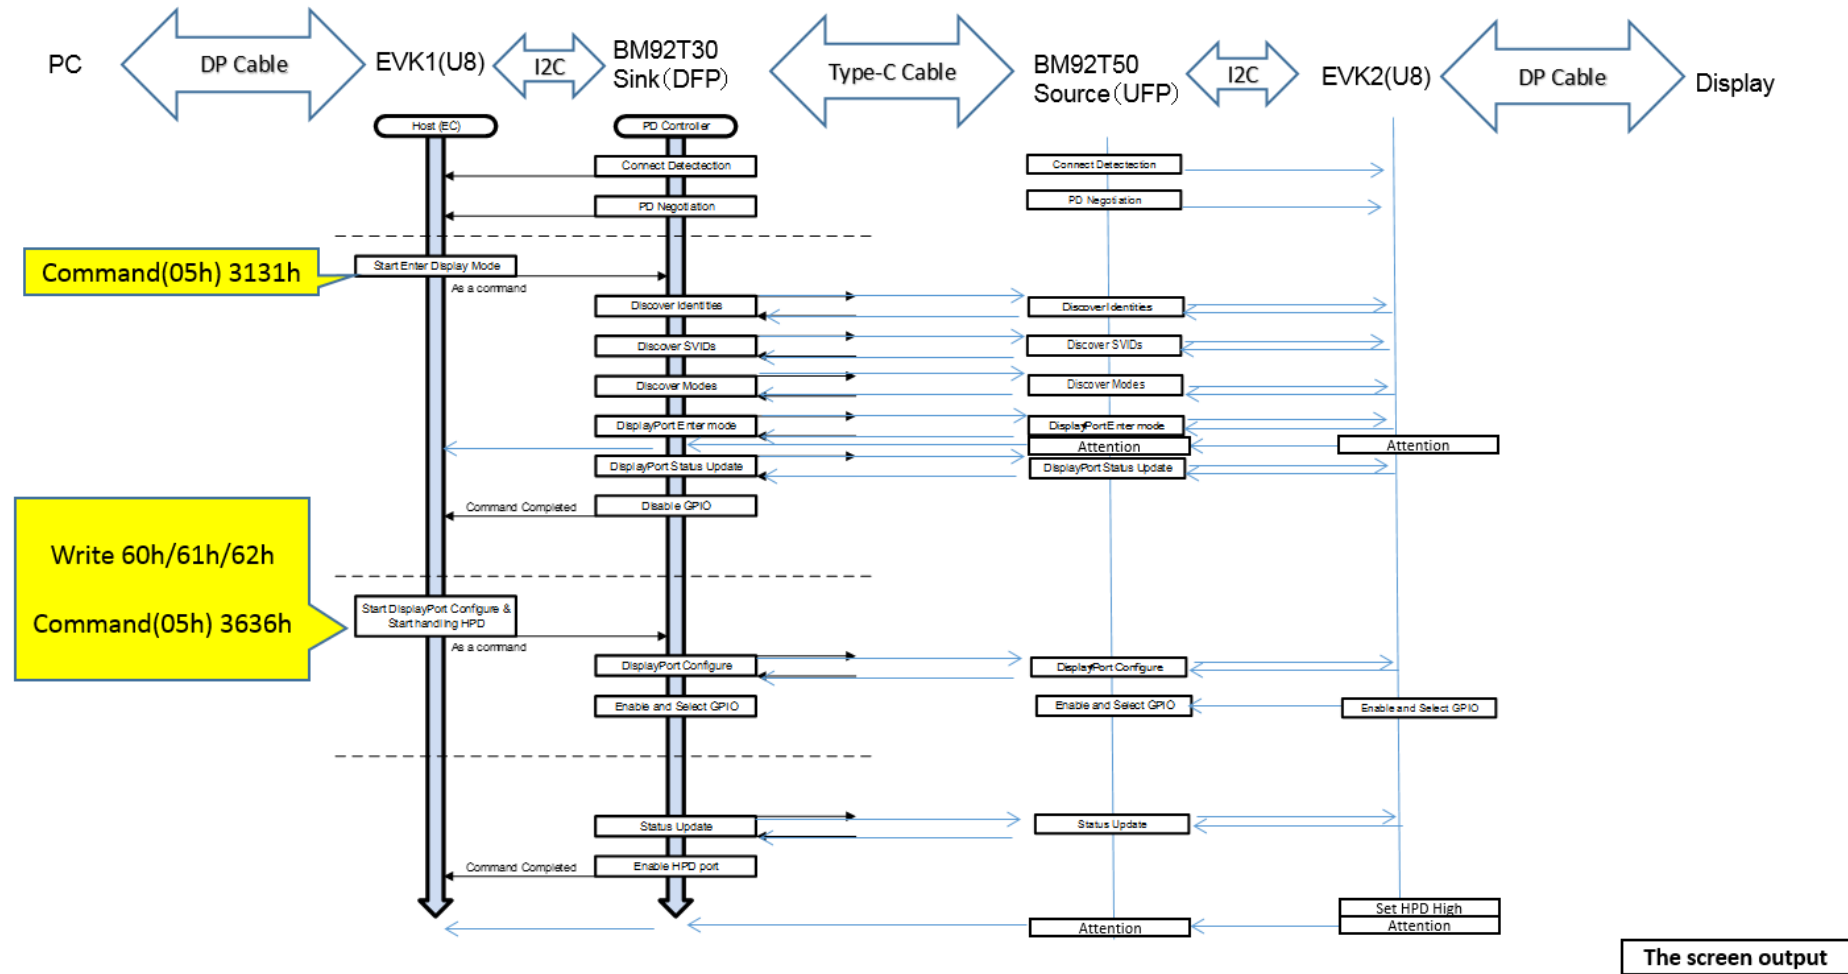 PC
DP Cable
EVK1(U8)
I2C
BM92T30
Sink(DFP)
Type-C Cable
BM92T50
Source(UFP)
I2C
EVK2(U8)
DP Cable
Display
Host (EC)
PD Controller
Connect Detectection
Connect Detectection
PD Negotiation
PD Negotiation
Command(05h) 3131h
Start Enter Display Mode
As a command
Discover Identities
Discover Identities
Discover SVIDs
Discover SVIDs
Discover Modes
Discover Modes
DisplayPort Enter mode
DisplayPort Enter mode
Attention
Attention
DisplayPort Status Update
DisplayPort Status Update
Command Completed
Disable GPIO
Write 60h/61h/62h
Command(05h) 3636h
Start DisplayPort Configure &
Start handling HPD
As a command
DisplayPort Configure
DisplayPort Configure
Enable and Select GPIO
Enable and Select GPIO
Enable and Select GPIO
Status Update
Status Update
Command Completed
Enable HPD port
Set HPD High
Attention
Attention
The screen output